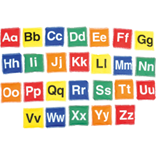 Aa Bb Cc Dd Ee Ff Gg
Hh Ii Jj Kk Ll Mm Nn
Oo Pp Qq Rr Ss Tt Uu
Vv Ww Xx Yy Zz